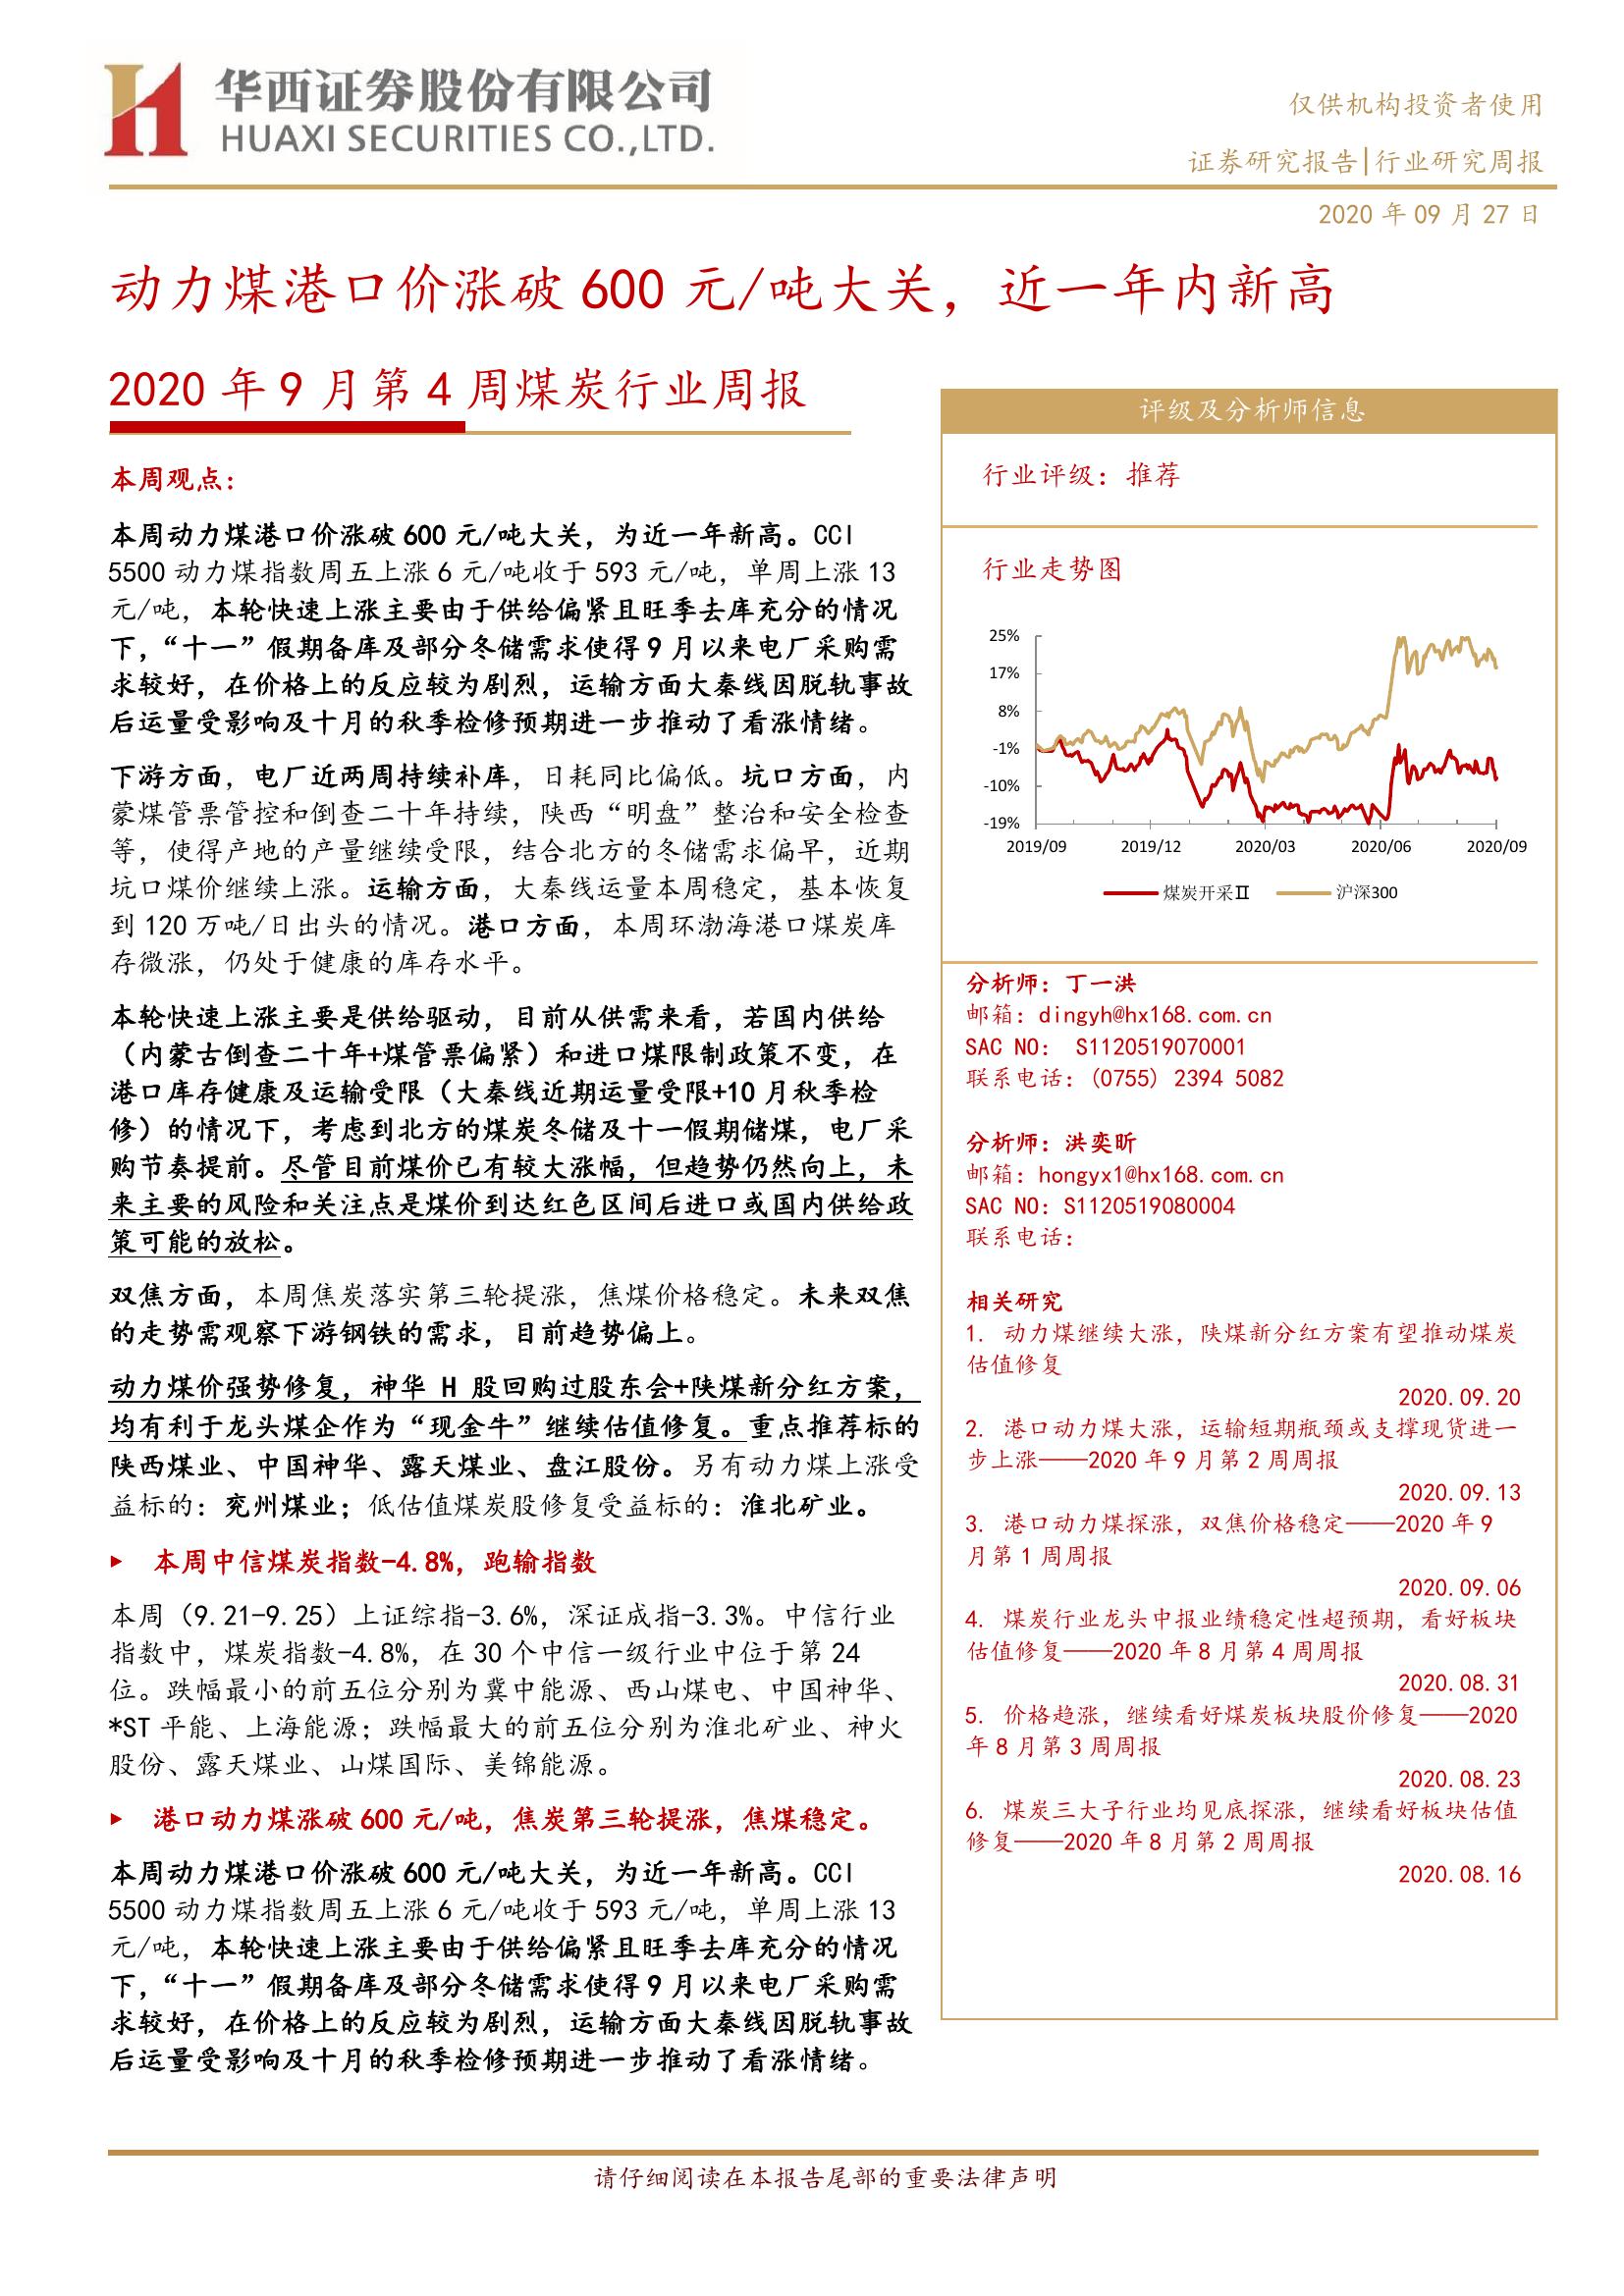 华西证券股份有限公司
HUAXI SECURITIES CO.,LTD.
仅供机构投资者使用
证券研究报告|行业研究周报
2020 年 09 月 27 日
动力煤港口价涨破 600 元/吨大关，近一年内新高
2020 年 9 月第 4 周煤炭行业周报
本周观点：
本周动力煤港口价涨破 600 元/吨大关，为近一年新高。CCI
5500 动力煤指数周五上涨 6 元/吨收于 593 元/吨，单周上涨 13
元/吨，本轮快速上涨主要由于供给偏紧且旺季去库充分的情况
下，“十一”假期备库及部分冬储需求使得 9 月以来电厂采购需
求较好，在价格上的反应较为剧烈，运输方面大秦线因脱轨事故
后运量受影响及十月的秋季检修预期进一步推动了看涨情绪。
下游方面，电厂近两周持续补库，日耗同比偏低。坑口方面，内
蒙煤管票管控和倒查二十年持续，陕西“明盘”整治和安全检查
等，使得产地的产量继续受限，结合北方的冬储需求偏早，近期
坑口煤价继续上涨。运输方面，大秦线运量本周稳定，基本恢复
到 120 万吨/日出头的情况。港口方面，本周环渤海港口煤炭库
存微涨，仍处于健康的库存水平。
本轮快速上涨主要是供给驱动，目前从供需来看，若国内供给
（内蒙古倒查二十年+煤管票偏紧）和进口煤限制政策不变，在
港口库存健康及运输受限（大秦线近期运量受限+10 月秋季检
修）的情况下，考虑到北方的煤炭冬储及十一假期储煤，电厂采
购节奏提前。尽管目前煤价已有较大涨幅，但趋势仍然向上，未
来主要的风险和关注点是煤价到达红色区间后进口或国内供给政
策可能的放松。
双焦方面，本周焦炭落实第三轮提涨，焦煤价格稳定。未来双焦
的走势需观察下游钢铁的需求，目前趋势偏上。
动力煤价强势修复，神华 H 股回购过股东会+陕煤新分红方案，
均有利于龙头煤企作为“现金牛”继续估值修复。重点推荐标的
陕西煤业、中国神华、露天煤业、盘江股份。另有动力煤上涨受
益标的：兖州煤业；低估值煤炭股修复受益标的：淮北矿业。
▶ 本周中信煤炭指数-4.8%，跑输指数
本周（9.21-9.25）上证综指-3.6%，深证成指-3.3%。中信行业
指数中，煤炭指数-4.8%，在 30 个中信一级行业中位于第 24
位。跌幅最小的前五位分别为冀中能源、西山煤电、中国神华、
*ST 平能、上海能源；跌幅最大的前五位分别为淮北矿业、神火
股份、露天煤业、山煤国际、美锦能源。
▶ 港口动力煤涨破 600 元/吨，焦炭第三轮提涨，焦煤稳定。
本周动力煤港口价涨破 600 元/吨大关，为近一年新高。CCI
5500 动力煤指数周五上涨 6 元/吨收于 593 元/吨，单周上涨 13
元/吨，本轮快速上涨主要由于供给偏紧且旺季去库充分的情况
下，“十一”假期备库及部分冬储需求使得 9 月以来电厂采购需
求较好，在价格上的反应较为剧烈，运输方面大秦线因脱轨事故
后运量受影响及十月的秋季检修预期进一步推动了看涨情绪。
评级及分析师信息
行业评级：推荐
行业走势图
25%
17%
8%
-1%
-10%
-19%
2019/09 2019/12 2020/03 2020/06 2020/09
煤炭开采Ⅱ 沪深300
分析师：丁一洪
邮箱：dingyh@hx168.com.cn
SAC NO： S1120519070001
联系电话：(0755) 2394 5082
分析师：洪奕昕
邮箱：hongyx1@hx168.com.cn
SAC NO：S1120519080004
联系电话：
相关研究
1. 动力煤继续大涨，陕煤新分红方案有望推动煤炭
估值修复
2020.09.20
2. 港口动力煤大涨，运输短期瓶颈或支撑现货进一
步上涨——2020 年 9 月第 2 周周报
2020.09.13
3. 港口动力煤探涨，双焦价格稳定——2020 年 9
月第 1 周周报
2020.09.06
4. 煤炭行业龙头中报业绩稳定性超预期，看好板块
估值修复——2020 年 8 月第 4 周周报
2020.08.31
5. 价格趋涨，继续看好煤炭板块股价修复——2020
年 8 月第 3 周周报
2020.08.23
6. 煤炭三大子行业均见底探涨，继续看好板块估值
修复——2020 年 8 月第 2 周周报
2020.08.16
请仔细阅读在本报告尾部的重要法律声明